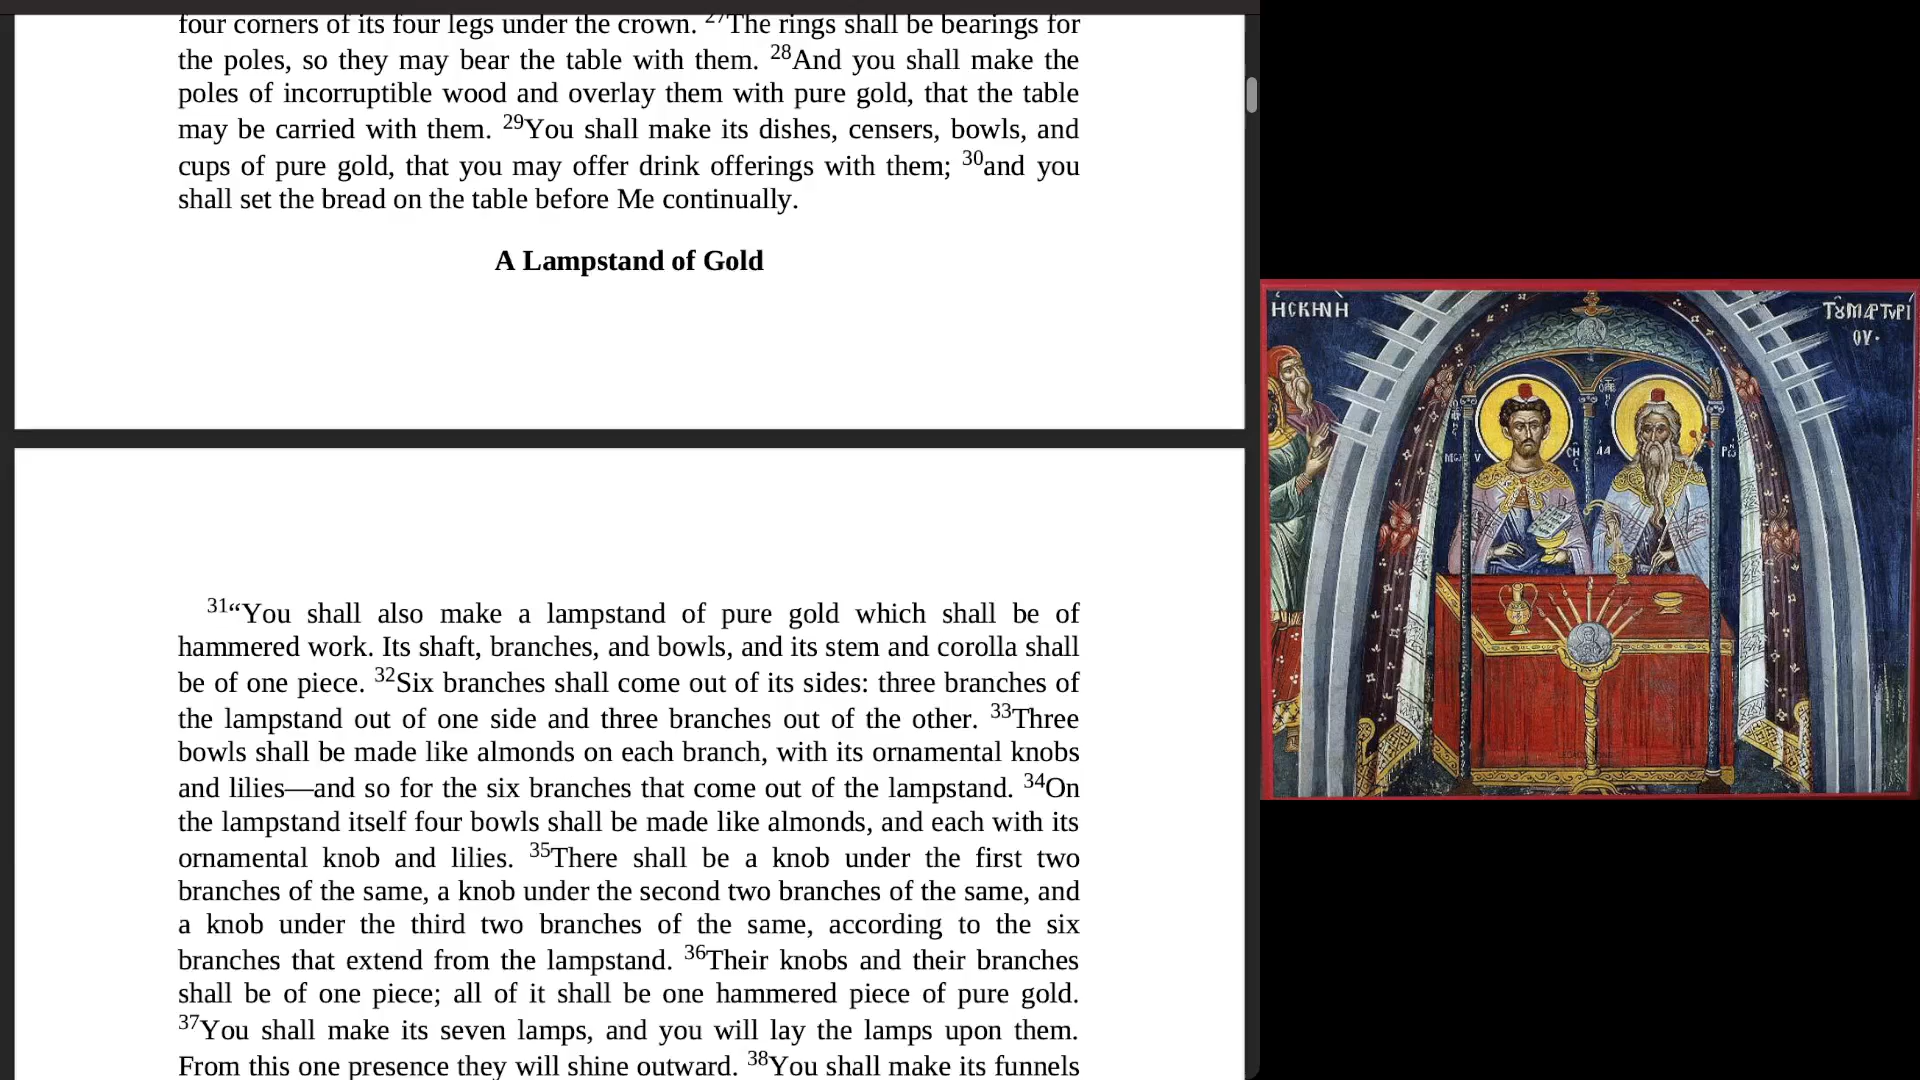 four corners of its four legs under the crown. 27The rings shall be bearings for
the poles, so they may bear the table with them. 28And you shall make the
poles of incorruptible wood and overlay them with pure gold, that the table
may be carried with them. 29You shall make its dishes, censers, bowls, and
cups of pure gold, that you may offer drink offerings with them; 30and you
shall set the bread on the table before Me continually.
A Lampstand of Gold
31“You shall also make a lampstand of pure gold which shall be of
hammered work. Its shaft, branches, and bowls, and its stem and corolla shall
be of one piece. 32Six branches shall come out of its sides: three branches of
the lampstand out of one side and three branches out of the other. 33Three
bowls shall be made like almonds on each branch, with its ornamental knobs
and lilies—and so for the six branches that come out of the lampstand. 34On
the lampstand itself four bowls shall be made like almonds, and each with its
ornamental knob and lilies. 35There shall be a knob under the first two
branches of the same, a knob under the second two branches of the same, and
a knob under the third two branches of the same, according to the six
branches that extend from the lampstand. 36Their knobs and their branches
shall be of one piece; all of it shall be one hammered piece of pure gold.
37You shall make its seven lamps, and you will lay the lamps upon them.
From this one presence they will shine outward. 38You shall make its funnels
ἩCΚΗΝῊ
ΤȣΜΑΡΤΥΡΙ
ΟΥ·